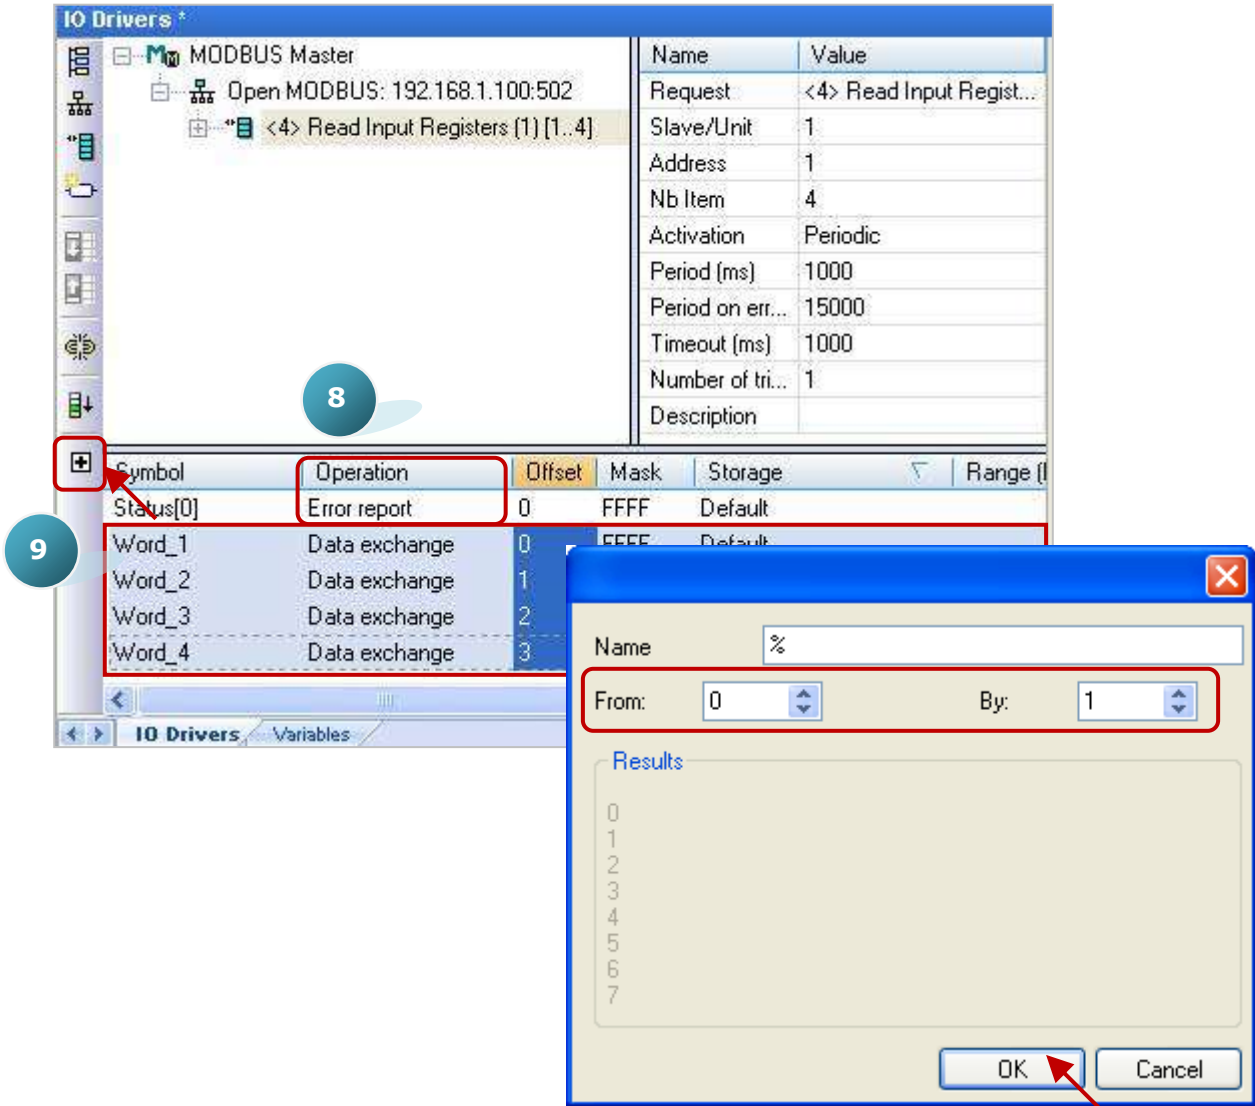 IO Drivers *
MODBUS Master
Open MODBUS: 192.168.1.100:502
<4> Read Input Registers (1) [1..4]
Name Value
Request <4> Read Input Regist...
Slave/Unit 1
Address 1
Nb Item 4
Activation Periodic
Period (ms) 1000
Period on err... 15000
Timeout (ms) 1000
Number of tri... 1
Description
8
Symbol Operation Offset Mask Storage Range (
Status[0] Error report 0 FFFF Default
9
Word_1 Data exchange 0 FFFF Default
Word_2 Data exchange 1
Word_3 Data exchange 2
Word_4 Data exchange 3
IO Drivers Variables
Name %
From: 0 By: 1
Results
0
1
2
3
4
5
6
7
OK Cancel